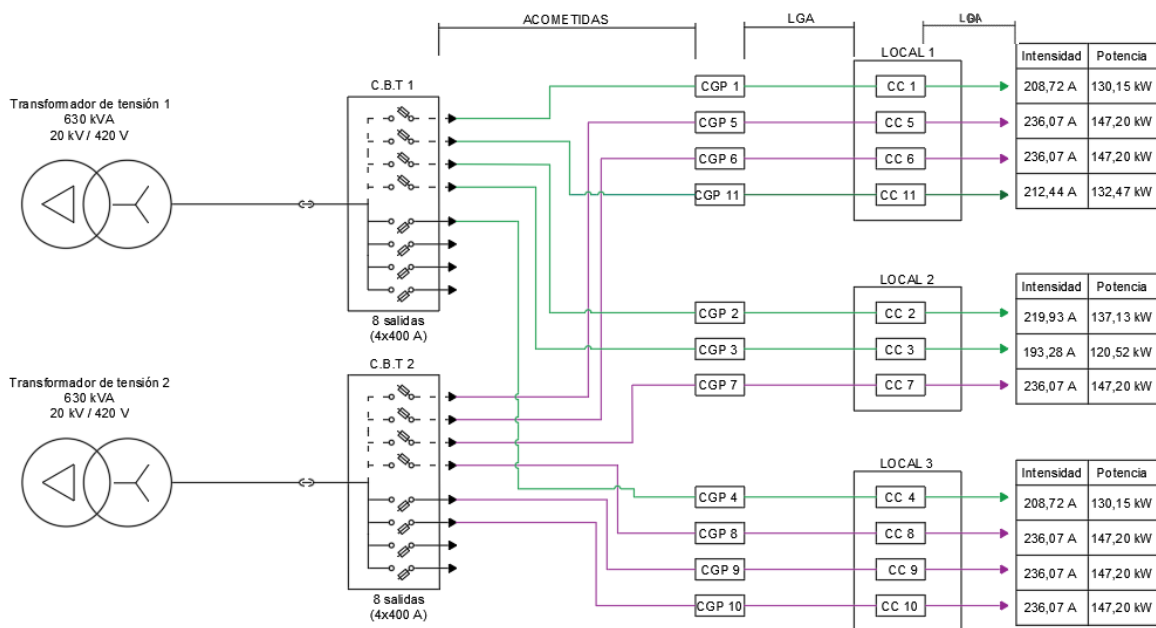 ACOMETIDAS
LGA
Transformador de tensión 1
630 kVA
20 kV / 420 V
C.B.T 1
8 salidas
(4x400 A)
Transformador de tensión 2
630 kVA
20 kV / 420 V
C.B.T 2
8 salidas
(4x400 A)
LOCAL 1
CGP 1
CC 1
CGP 5
CC 5
CGP 6
CC 6
CGP 11
CC 11
Intensidad Potencia
208,72 A 130,15 kW
236,07 A 147,20 kW
236,07 A 147,20 kW
212,44 A 132,47 kW
LOCAL 2
CGP 2
CC 2
CGP 3
CC 3
CGP 7
CC 7
Intensidad Potencia
219,93 A 137,13 kW
193,28 A 120,52 kW
236,07 A 147,20 kW
LOCAL 3
CGP 4
CC 4
CGP 8
CC 8
CGP 9
CC 9
CGP 10
CC 10
Intensidad Potencia
208,72 A 130,15 kW
236,07 A 147,20 kW
236,07 A 147,20 kW
236,07 A 147,20 kW